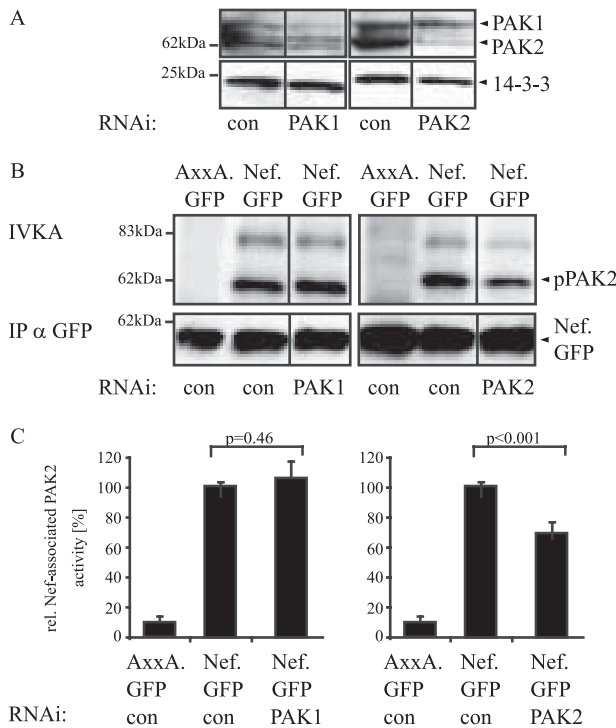 A
PAK1
62kDa
PAK2
25kDa
14-3-3
RNAi: con PAK1 con PAK2
B
AxxA. Nef. Nef. AxxA. Nef. Nef.
GFP GFP GFP GFP GFP GFP
IVKA
83kDa
62kDa
pPAK2
62kDa
IP α GFP
Nef.
GFP
RNAi: con con PAK1 con con PAK2
C
p=0.46 p<0.001
rel. Nef-associated PAK2
activity [%]
120 120
100 100
80 80
60 60
40 40
20 20
0 0
AxxA. Nef. Nef. AxxA. Nef. Nef.
GFP GFP GFP GFP GFP GFP
RNAi: con con PAK1 con con PAK2